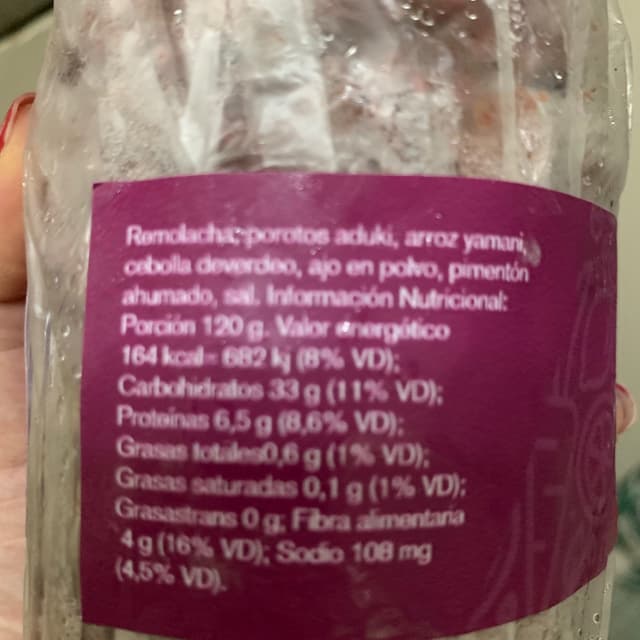 Remolacha, porotos aduki, arroz yamani,
cebolla deverdeo, ajo en polvo, pimentón
ahumado, sal. Información Nutricional:
Porción 120 g. Valor energético
164 kcal= 682 kj (8% VD);
Carbohidratos 33 g (11% VD);
Proteínas 6,5 g (8,6% VD);
Grasas totales0,6 g (1% VD);
Grasas saturadas 0,1 g (1% VD);
Grasastrans 0 g; Fibra alimentaria
4 g (16% VD); Sodio 108 mg
(4,5% VD).